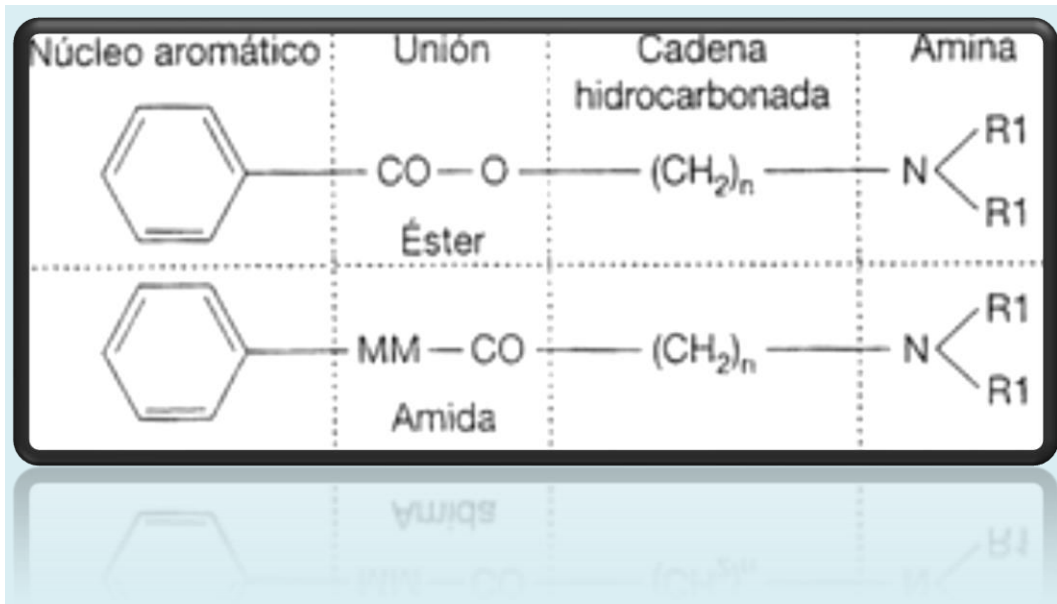 Núcleo aromático Unión Cadena hidrocarbonada Amina
CO—O (CH₂)ₙ N R1 R1
Éster
MM—CO (CH₂)ₙ N R1 R1
Amida